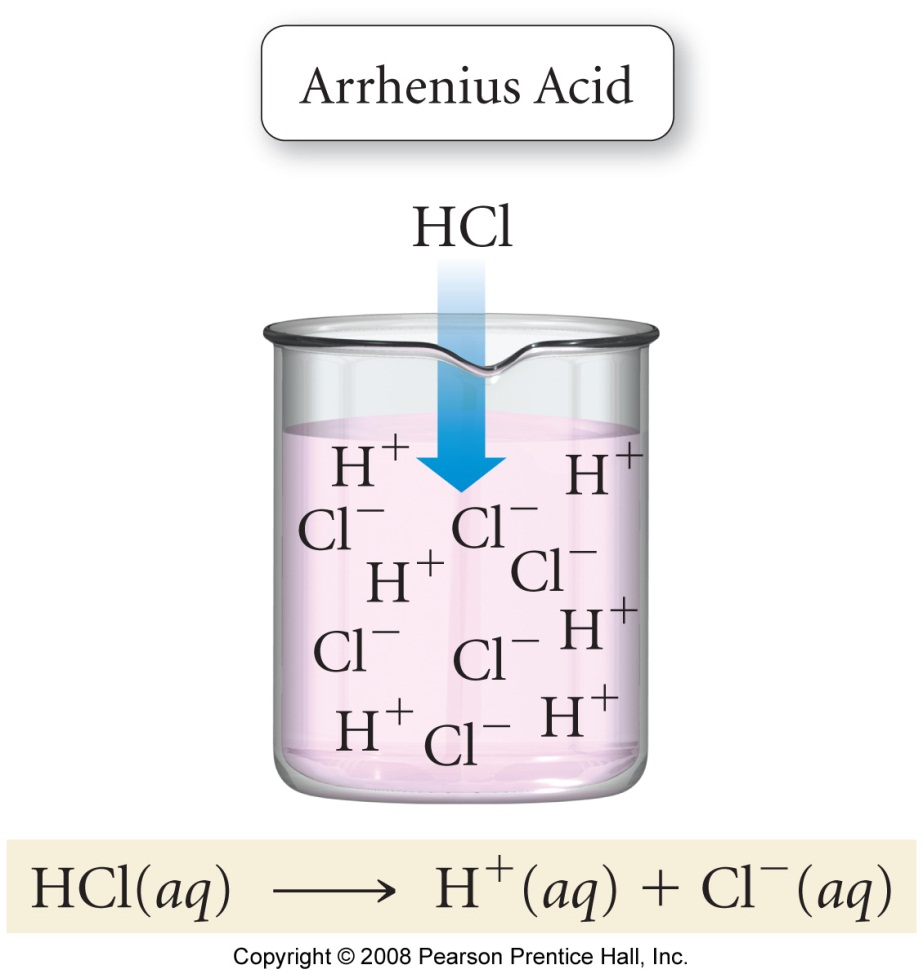 Arrhenius Acid
HCl
H⁺ H⁺
Cl⁻ Cl⁻
H⁺ Cl⁻
Cl⁻ Cl⁻ H⁺
H⁺ Cl⁻ H⁺
HCl(aq) ⟶ H⁺(aq) + Cl⁻(aq)
Copyright © 2008 Pearson Prentice Hall, Inc.